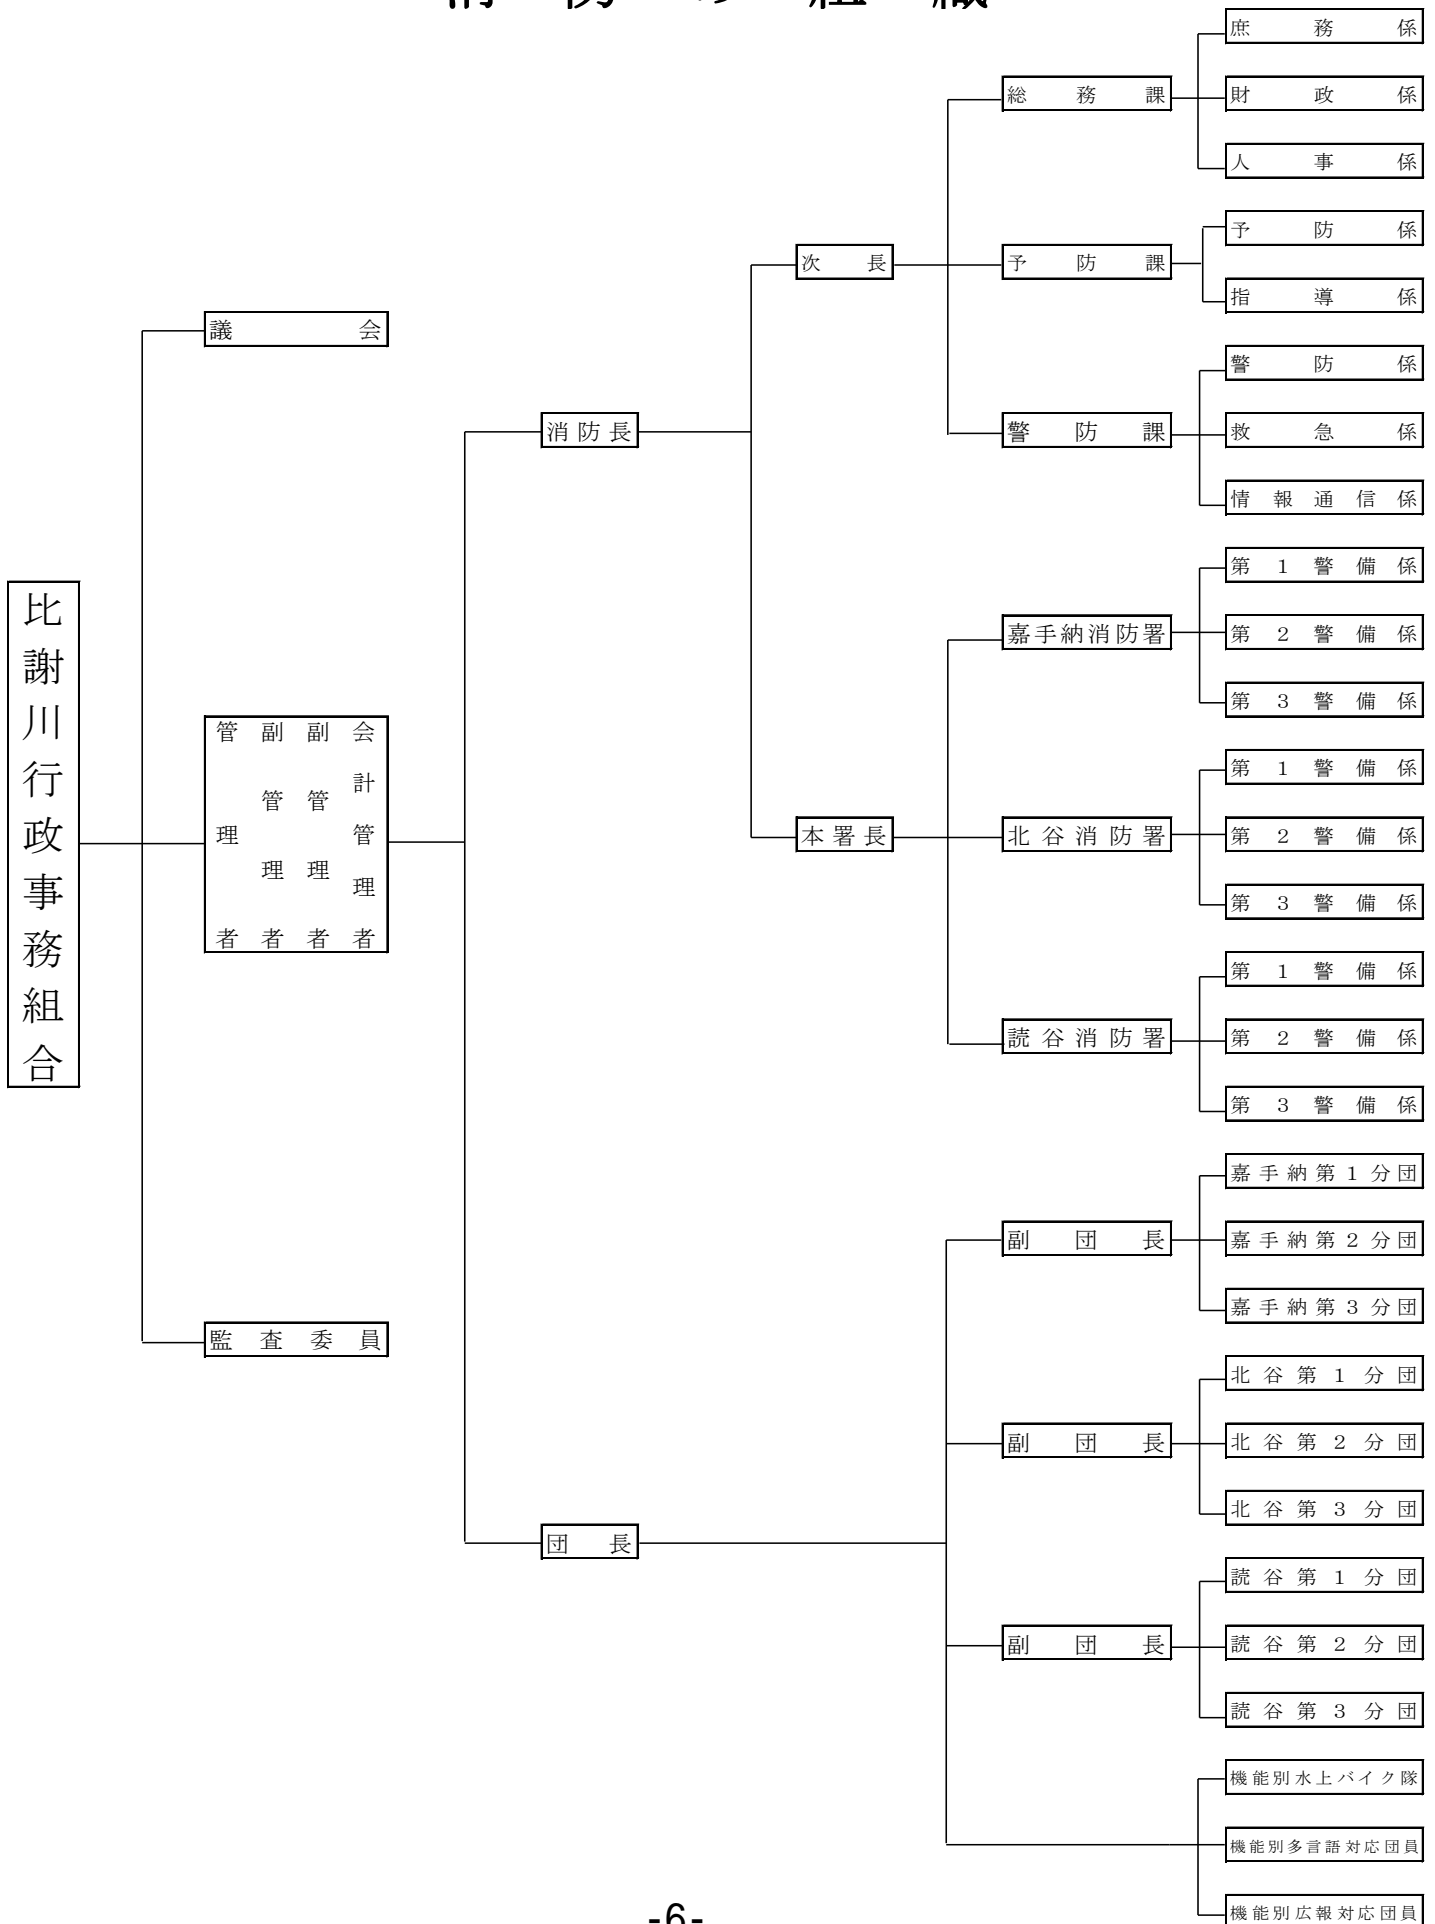 消防の組織
庶務係
総務課
財政係
人事係
予防係
次長
予防課
指導係
議会
警防係
消防長
警防課
救急係
情報通信係
第1警備係
嘉手納消防署
第2警備係
第3警備係
比謝川行政事務組合
管理者
副管理者
副管理者
会計管理者
第1警備係
本署長
北谷消防署
第2警備係
第3警備係
第1警備係
読谷消防署
第2警備係
第3警備係
嘉手納第1分団
副団長
嘉手納第2分団
嘉手納第3分団
監査委員
北谷第1分団
副団長
北谷第2分団
北谷第3分団
団長
読谷第1分団
副団長
読谷第2分団
読谷第3分団
機能別水上バイク隊
機能別多言語対応団員
機能別広報対応団員
-6-